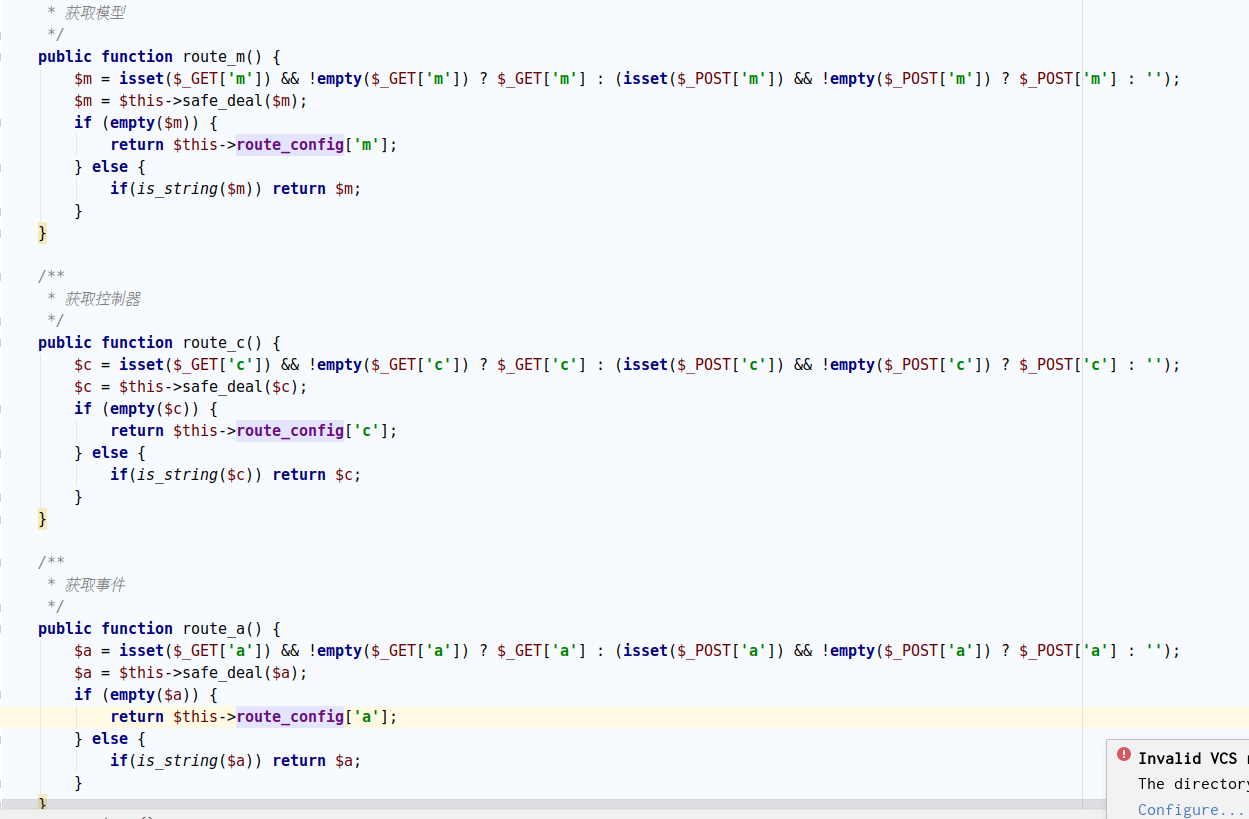 * 获取模型
*/
public function route_m() {
$m = isset($_GET['m']) && !empty($_GET['m']) ? $_GET['m'] : (isset($_POST['m']) && !empty($_POST['m']) ? $_POST['m'] : '');
$m = $this->safe_deal($m);
if (empty($m)) {
return $this->route_config['m'];
} else {
if(is_string($m)) return $m;
}
}
/**
* 获取控制器
*/
public function route_c() {
$c = isset($_GET['c']) && !empty($_GET['c']) ? $_GET['c'] : (isset($_POST['c']) && !empty($_POST['c']) ? $_POST['c'] : '');
$c = $this->safe_deal($c);
if (empty($c)) {
return $this->route_config['c'];
} else {
if(is_string($c)) return $c;
}
}
/**
* 获取事件
*/
public function route_a() {
$a = isset($_GET['a']) && !empty($_GET['a']) ? $_GET['a'] : (isset($_POST['a']) && !empty($_POST['a']) ? $_POST['a'] : '');
$a = $this->safe_deal($a);
if (empty($a)) {
return $this->route_config['a'];
} else {
if(is_string($a)) return $a;
}
}
Invalid VCS
The directory
Configure...